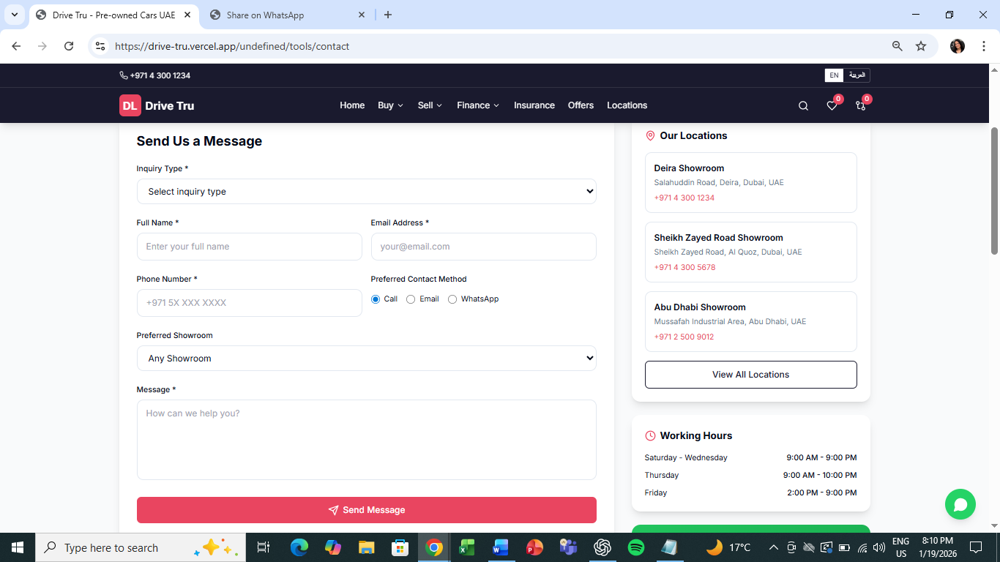 Drive Tru - Pre-owned Cars UAE
Share on WhatsApp
https://drive-tru.vercel.app/undefined/tools/contact
+971 4 300 1234
EN
العربية
DL
Drive Tru
Home
Buy
Sell
Finance
Insurance
Offers
Locations
0
0
Send Us a Message
Inquiry Type *
Select inquiry type
Full Name *
Email Address *
Enter your full name
your@email.com
Phone Number *
Preferred Contact Method
+971 5X XXX XXXX
Call
Email
WhatsApp
Preferred Showroom
Any Showroom
Message *
How can we help you?
Send Message
Our Locations
Deira Showroom
Salahuddin Road, Deira, Dubai, UAE
+971 4 300 1234
Sheikh Zayed Road Showroom
Sheikh Zayed Road, Al Quoz, Dubai, UAE
+971 4 300 5678
Abu Dhabi Showroom
Mussafah Industrial Area, Abu Dhabi, UAE
+971 2 500 9012
View All Locations
Working Hours
Saturday - Wednesday 9:00 AM - 9:00 PM
Thursday 9:00 AM - 10:00 PM
Friday 2:00 PM - 9:00 PM
Type here to search
17°C
ENG
US
8:10 PM
1/19/2026